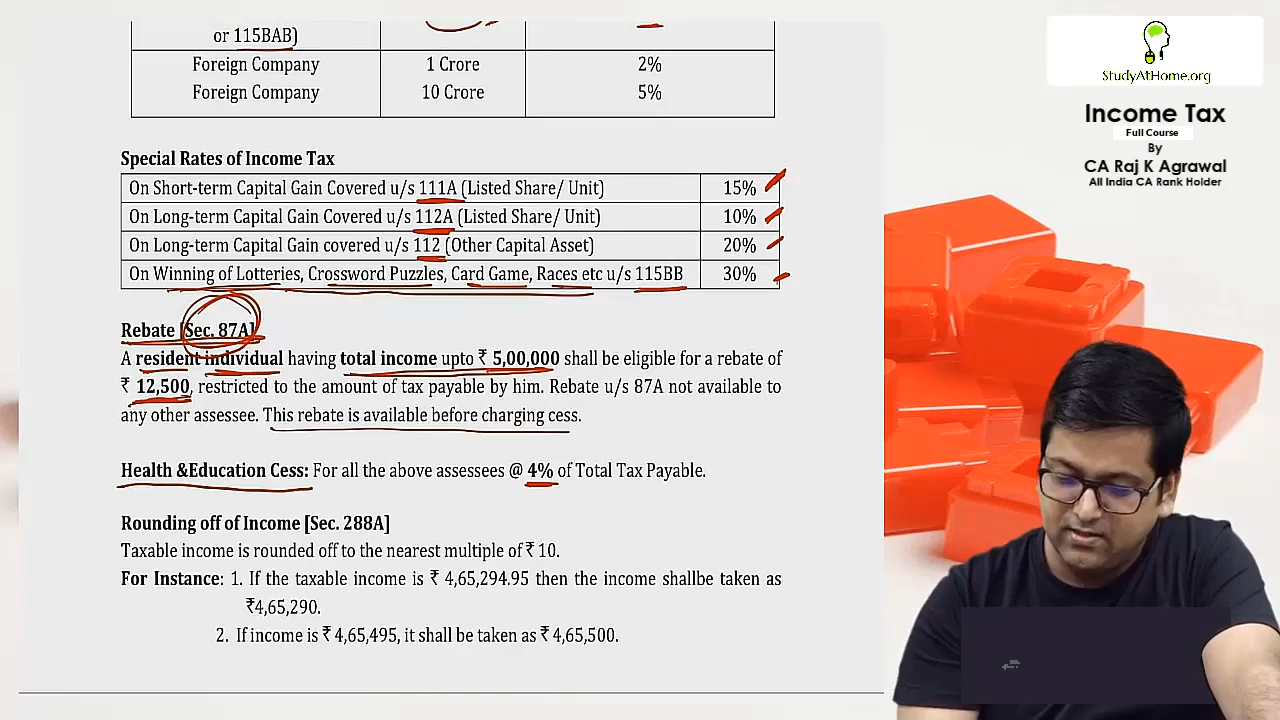 or 115BAB)
Foreign Company 1 Crore 2%
Foreign Company 10 Crore 5%
Special Rates of Income Tax
On Short-term Capital Gain Covered u/s 111A (Listed Share/ Unit) 15%
On Long-term Capital Gain Covered u/s 112A (Listed Share/ Unit) 10%
On Long-term Capital Gain covered u/s 112 (Other Capital Asset) 20%
On Winning of Lotteries, Crossword Puzzles, Card Game, Races etc u/s 115BB 30%
Rebate [Sec. 87A]
A resident individual having total income upto ₹ 5,00,000 shall be eligible for a rebate of
₹ 12,500, restricted to the amount of tax payable by him. Rebate u/s 87A not available to
any other assessee. This rebate is available before charging cess.
Health &Education Cess: For all the above assessees @ 4% of Total Tax Payable.
Rounding off of Income [Sec. 288A]
Taxable income is rounded off to the nearest multiple of ₹ 10.
For Instance: 1. If the taxable income is ₹ 4,65,294.95 then the income shallbe taken as
₹4,65,290.
2. If income is ₹ 4,65,495, it shall be taken as ₹ 4,65,500.
StudyAtHome.org
Income Tax
Full Course
By
CA Raj K Agrawal
All India CA Rank Holder